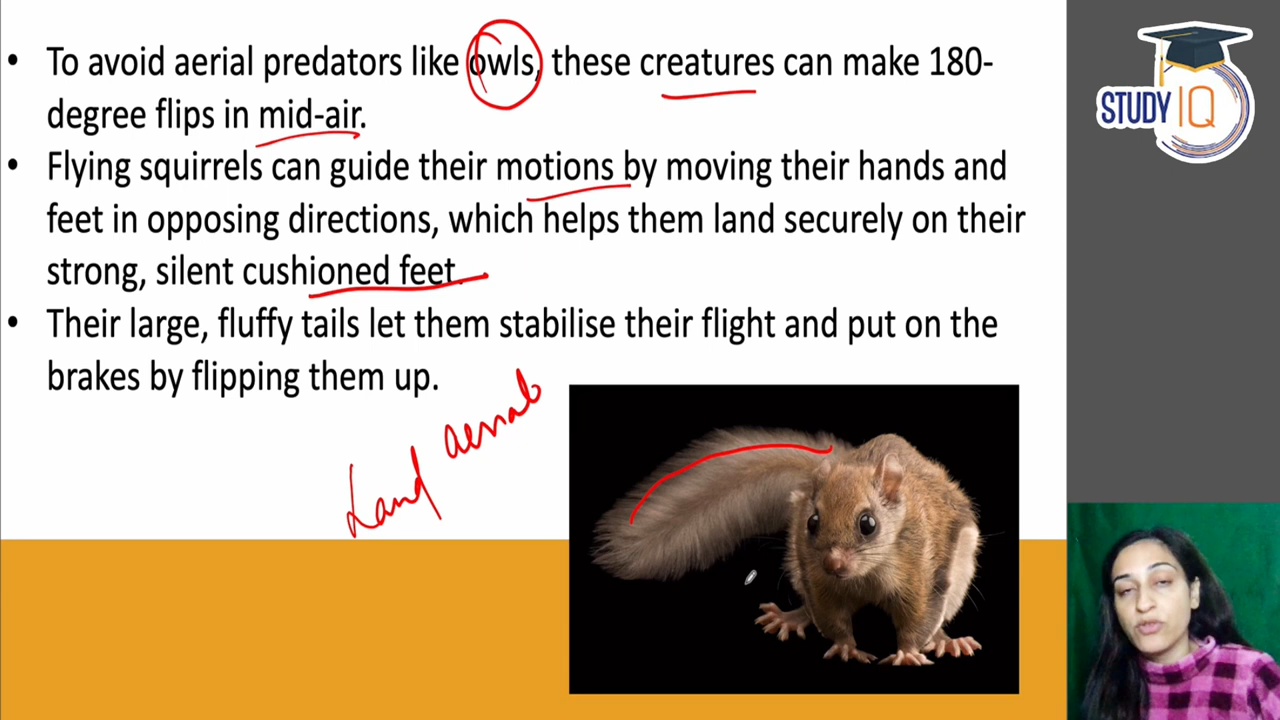 • To avoid aerial predators like owls, these creatures can make 180-
degree flips in mid-air.
• Flying squirrels can guide their motions by moving their hands and
feet in opposing directions, which helps them land securely on their
strong, silent cushioned feet.
• Their large, fluffy tails let them stabilise their flight and put on the
brakes by flipping them up.
Land
STUDY IQ